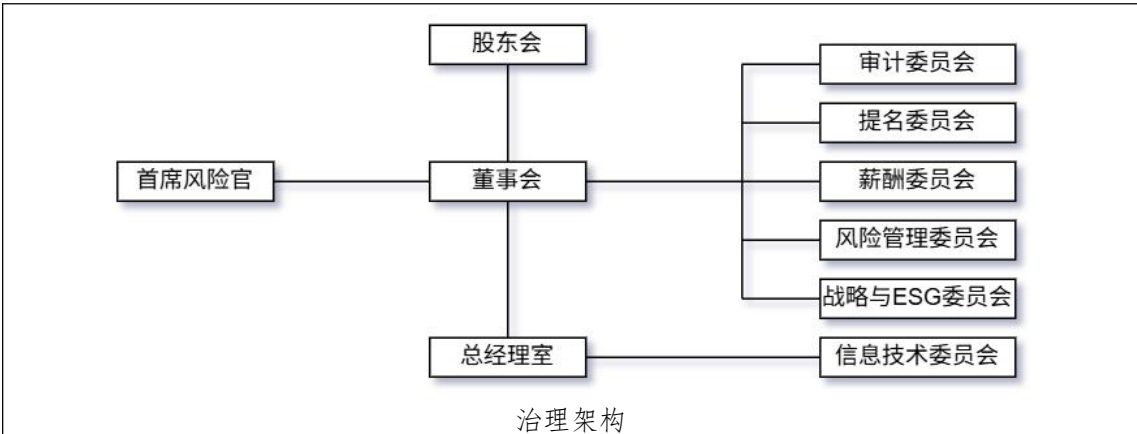 股东会
审计委员会
提名委员会
首席风险官
董事会
薪酬委员会
风险管理委员会
战略与ESG委员会
总经理室
信息技术委员会
治理架构